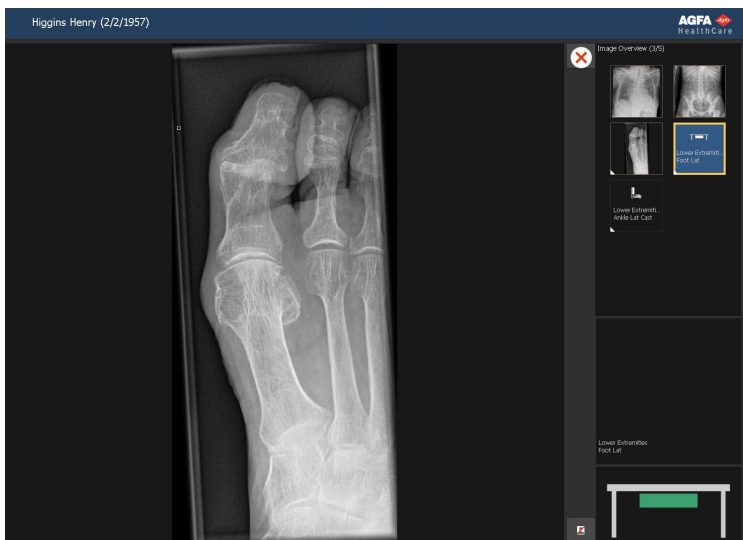 Higgins Henry (2/2/1957)
AGFA
HealthCare
Image Overview (3/5)
Lower Extremiti...
Foot Lat
Lower Extremiti...
Ankle Lat Cast
Lower Extremities
Foot Lat